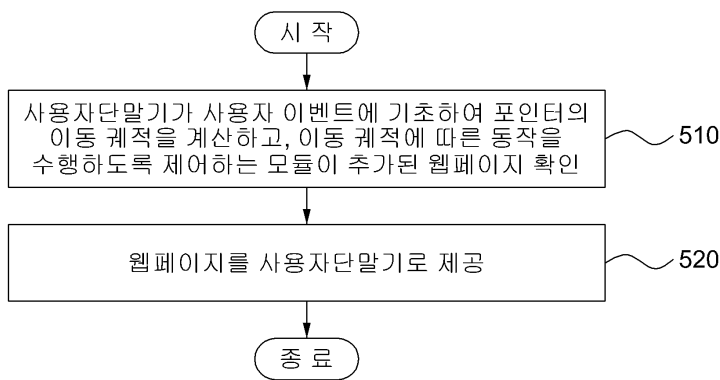 시 작
사용자단말기가 사용자 이벤트에 기초하여 포인터의
이동 궤적을 계산하고, 이동 궤적에 따른 동작을
수행하도록 제어하는 모듈이 추가된 웹페이지 확인
510
웹페이지를 사용자단말기로 제공
520
종 료